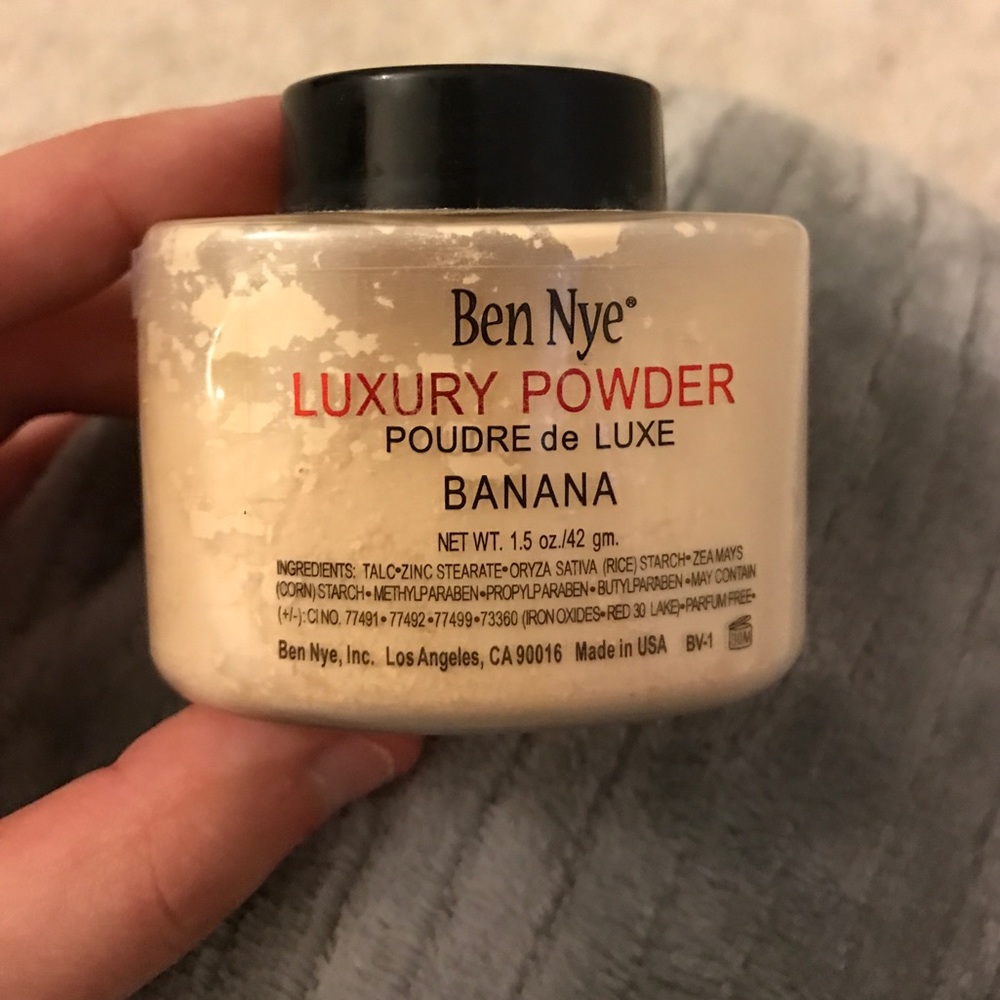 Ben Nye®
LUXURY POWDER
POUDRE de LUXE
BANANA
NET WT. 1.5 oz./42 gm.
INGREDIENTS: TALC•ZINC STEARATE•ORYZA SATIVA (RICE) STARCH•ZEA MAYS
(CORN) STARCH•METHYLPARABEN•PROPYLPARABEN•BUTYLPARABEN•MAY CONTAIN
(+/-):CI NO. 77491•77492•77499•73360 (IRON OXIDES•RED 30 LAKE)•PARFUM FREE•
Ben Nye, Inc. Los Angeles, CA 90016 Made in USA BV-1